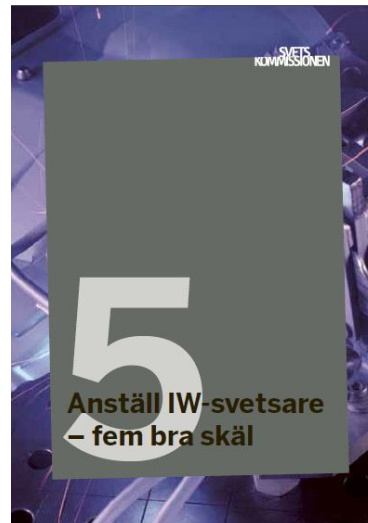 SVETS
KOMMISSIONEN
5
Anställ IW-svetsare
– fem bra skäl